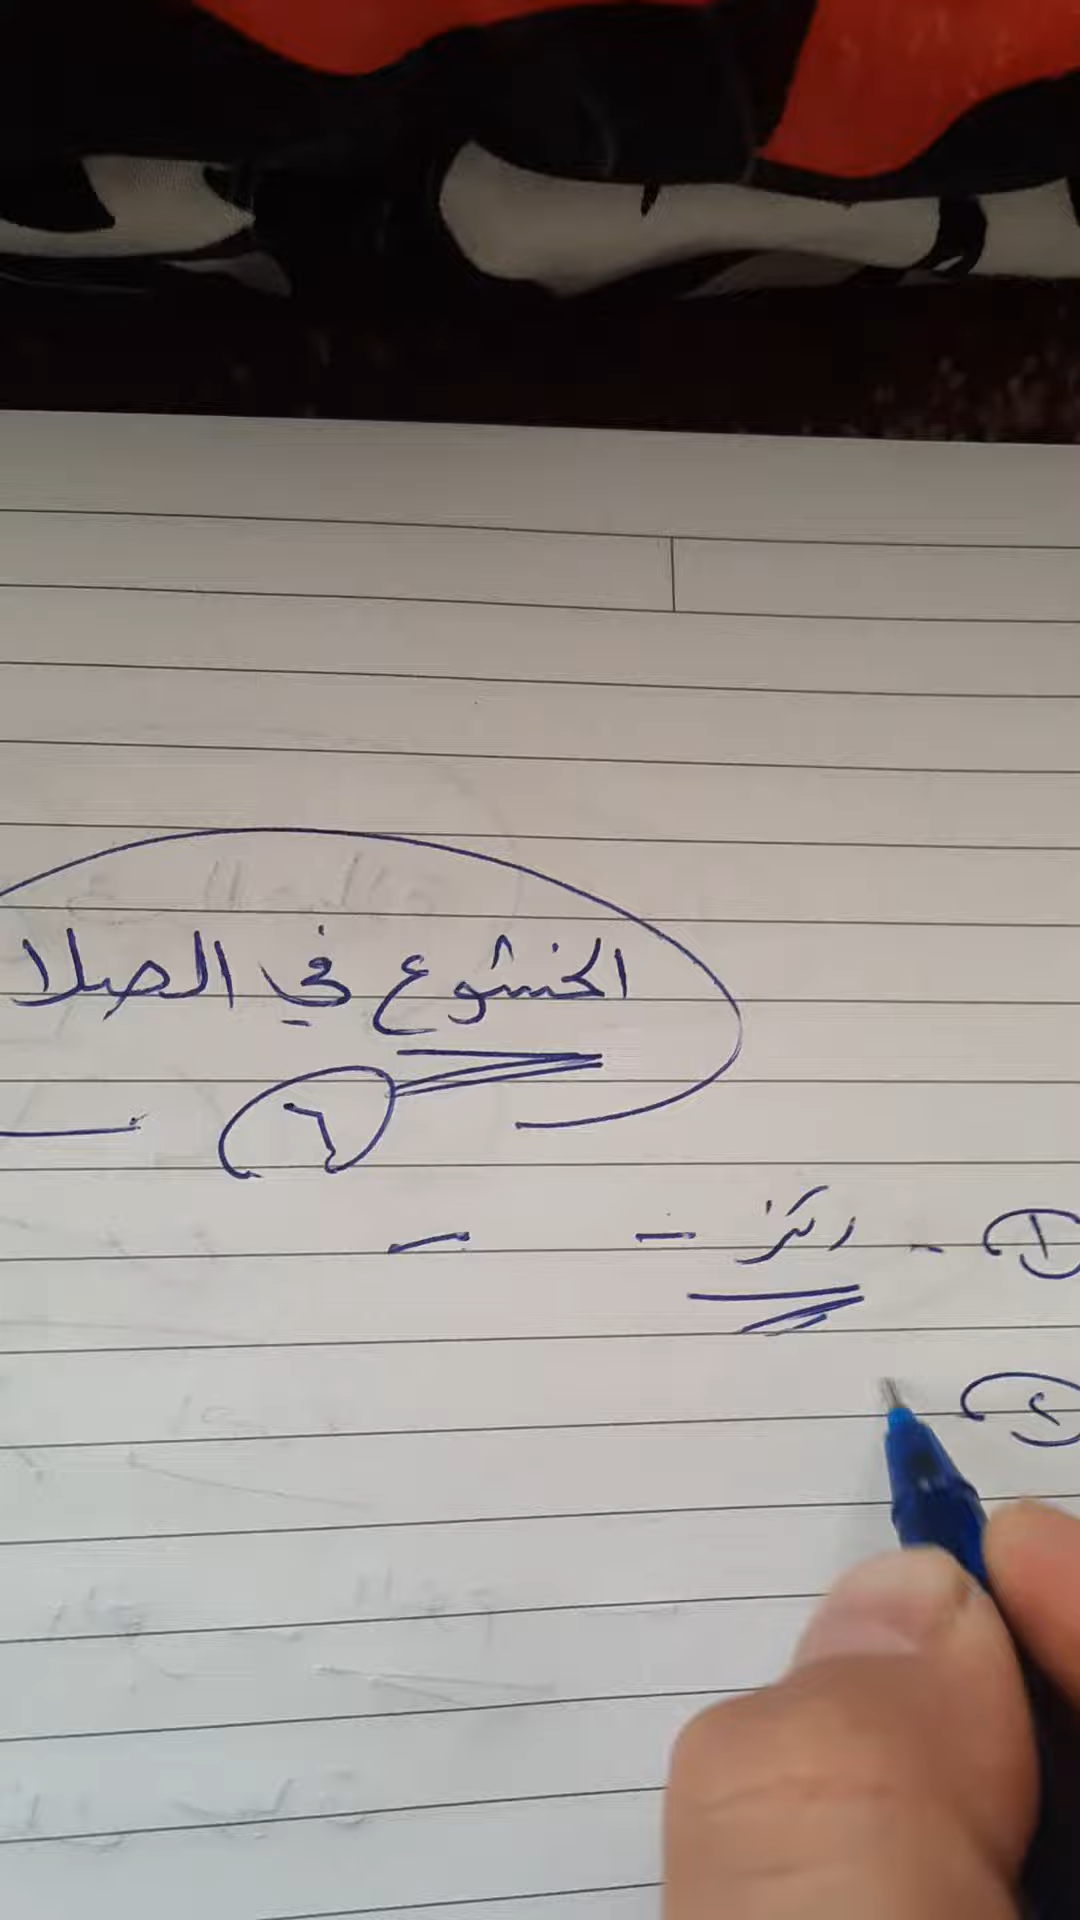 الخشوع في الصلا
٦
١ - ركز - -
٢